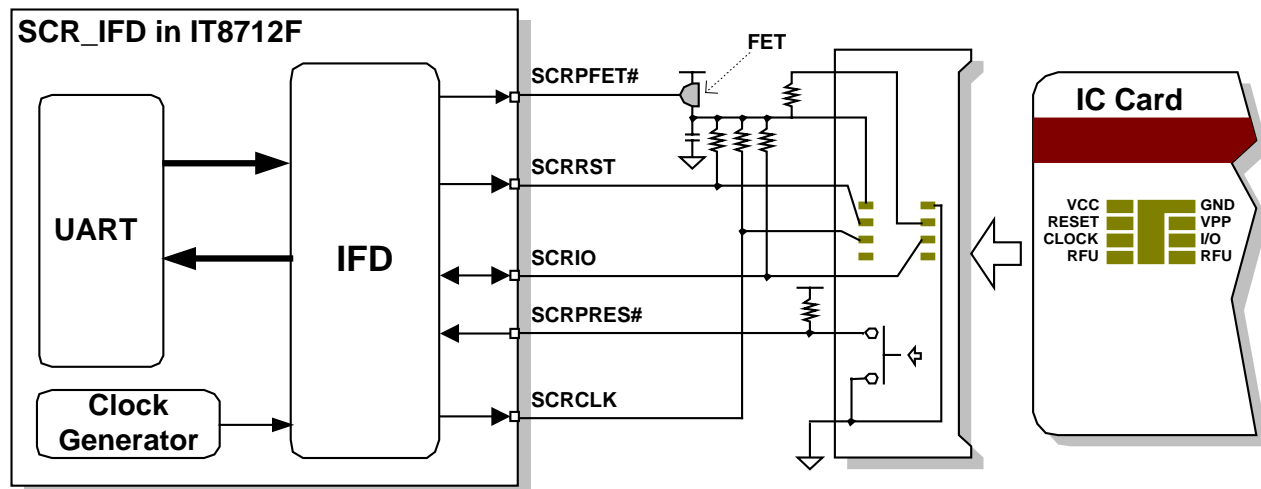 SCR_IFD in IT8712F
UART
IFD
Clock
Generator
SCRPFET#
SCRRST
SCRIO
SCRPRES#
SCRCLK
FET
IC Card
VCC
RESET
CLOCK
RFU
GND
VPP
I/O
RFU